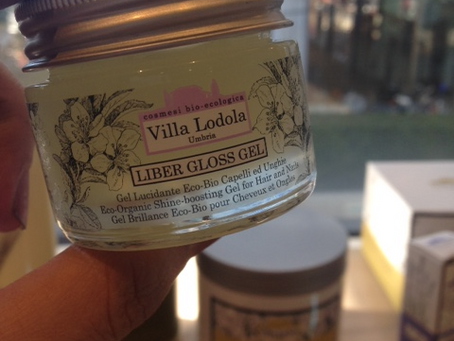 cosmesi bio-ecologica
Villa Lodola
Umbria
LIBER GLOSS GEL
Gel Lucidante Eco-Bio Capelli ed Unghie
Eco-Organic Shine-boosting Gel for Hair and Nails
Gel Brillance Eco-Bio pour Cheveux et Ongles